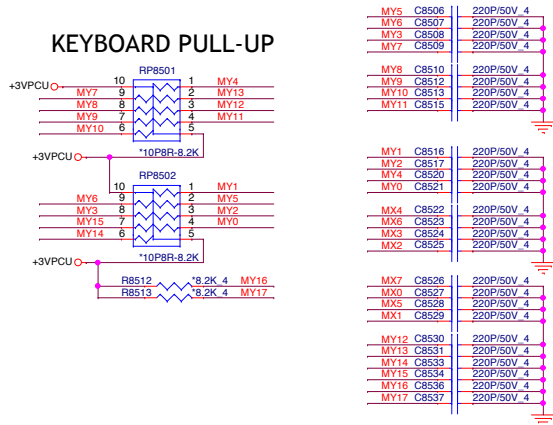 KEYBOARD PULL-UP
RP8501
+3VPCU 10 1 MY4
MY7 9 2 MY13
MY8 8 3 MY12
MY9 7 4 MY11
MY10 6 5
+3VPCU *10P8R-8.2K
RP8502
10 1 MY1
MY6 9 2 MY5
MY3 8 3 MY2
MY15 7 4 MY0
MY14 6 5
+3VPCU *10P8R-8.2K
R8512 *8.2K_4 MY16
R8513 *8.2K_4 MY17
MY5 C8506 220P/50V_4
MY6 C8507 220P/50V_4
MY3 C8508 220P/50V_4
MY7 C8509 220P/50V_4
MY8 C8510 220P/50V_4
MY9 C8512 220P/50V_4
MY10 C8513 220P/50V_4
MY11 C8515 220P/50V_4
MY1 C8516 220P/50V_4
MY2 C8517 220P/50V_4
MY4 C8520 220P/50V_4
MY0 C8521 220P/50V_4
MX4 C8522 220P/50V_4
MX6 C8523 220P/50V_4
MX3 C8524 220P/50V_4
MX2 C8525 220P/50V_4
MX7 C8526 220P/50V_4
MX0 C8527 220P/50V_4
MX5 C8528 220P/50V_4
MX1 C8529 220P/50V_4
MY12 C8530 220P/50V_4
MY13 C8531 220P/50V_4
MY14 C8533 220P/50V_4
MY15 C8534 220P/50V_4
MY16 C8536 220P/50V_4
MY17 C8537 220P/50V_4